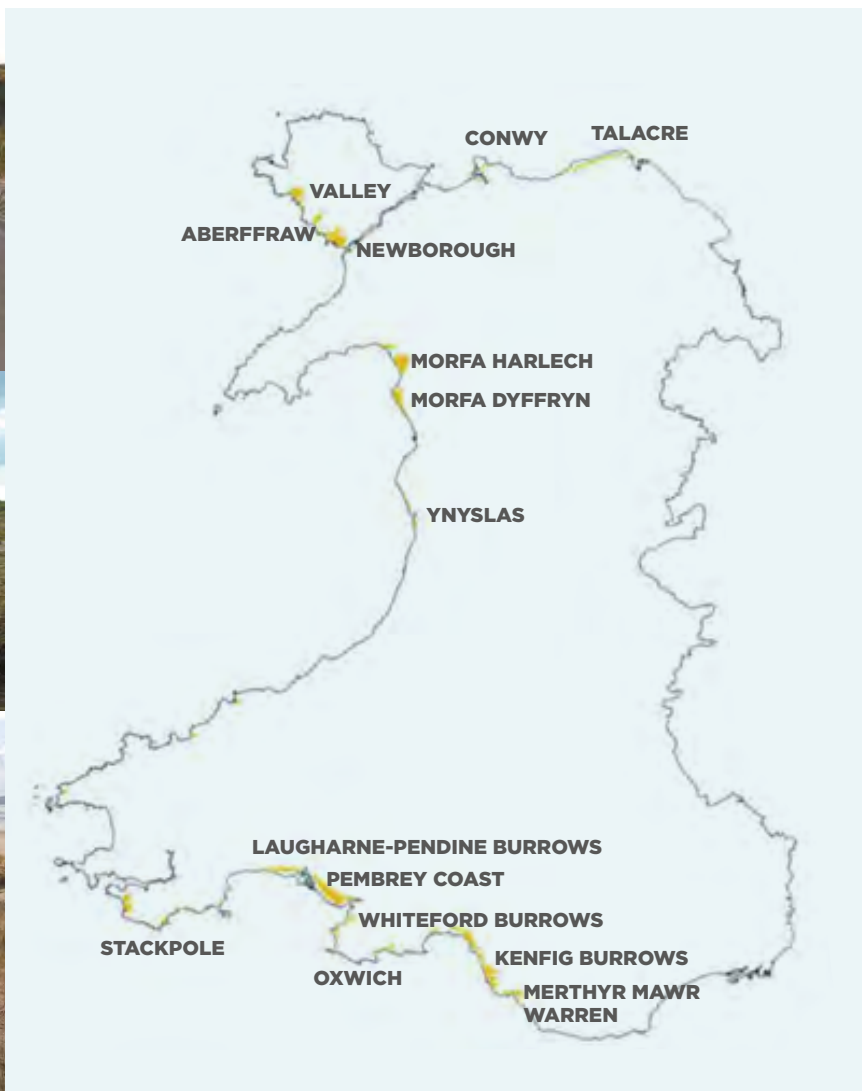 CONWY
TALACRE
VALLEY
ABERFFRAW
NEWBOROUGH
MORFA HARLECH
MORFA DYFFRYN
YNYSLAS
LAUGHARNE-PENDINE BURROWS
PEMBREY COAST
WHITEFORD BURROWS
STACKPOLE
OXWICH
KENFIG BURROWS
MERTHYR MAWR
WARREN